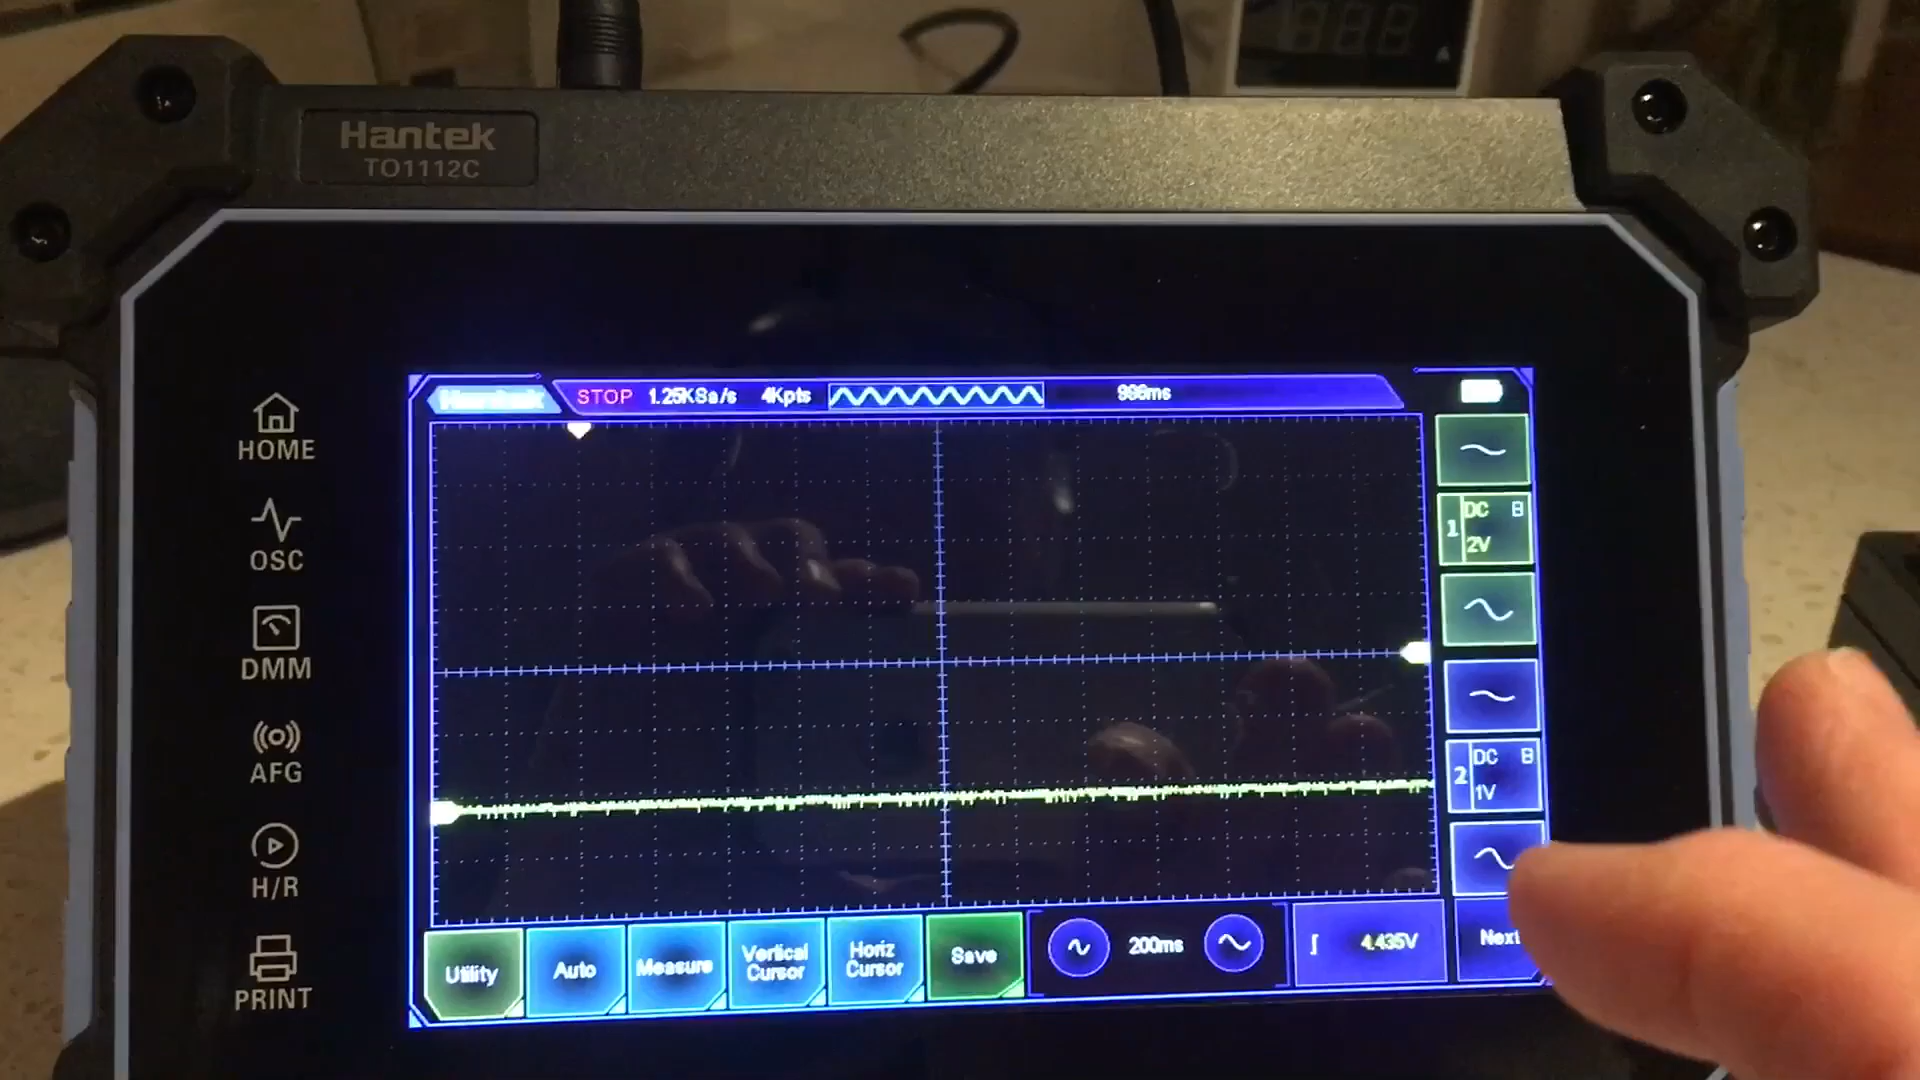 Hantek
TO1112C
HOME
OSC
DMM
AFG
H/R
PRINT
STOP 1.25KSa/s 4Kpts 996ms
1 DC B
2V
2 DC B
1V
Utility
Auto
Measure
Vertical
Cursor
Horiz
Cursor
Save
200ms
4.435V
Next